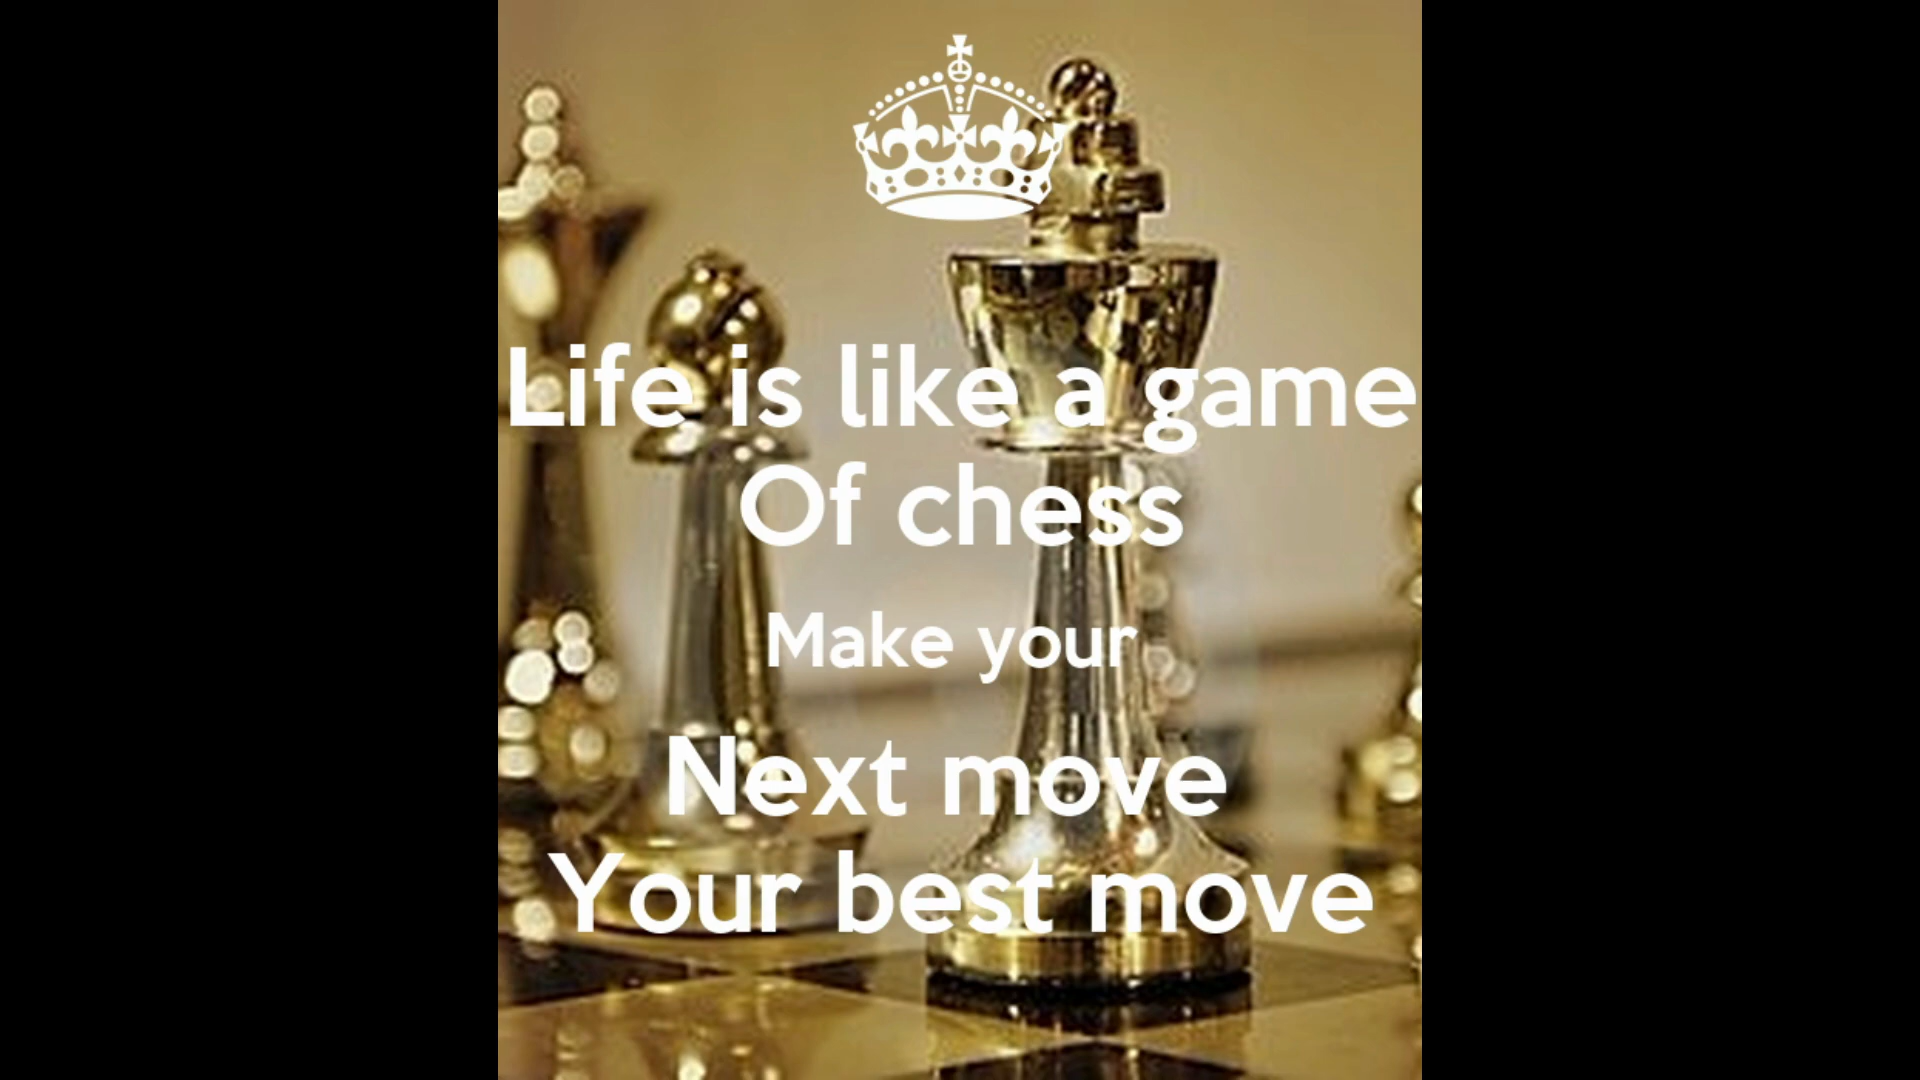 Life is like a game
Of chess
Make your
Next move
Your best move